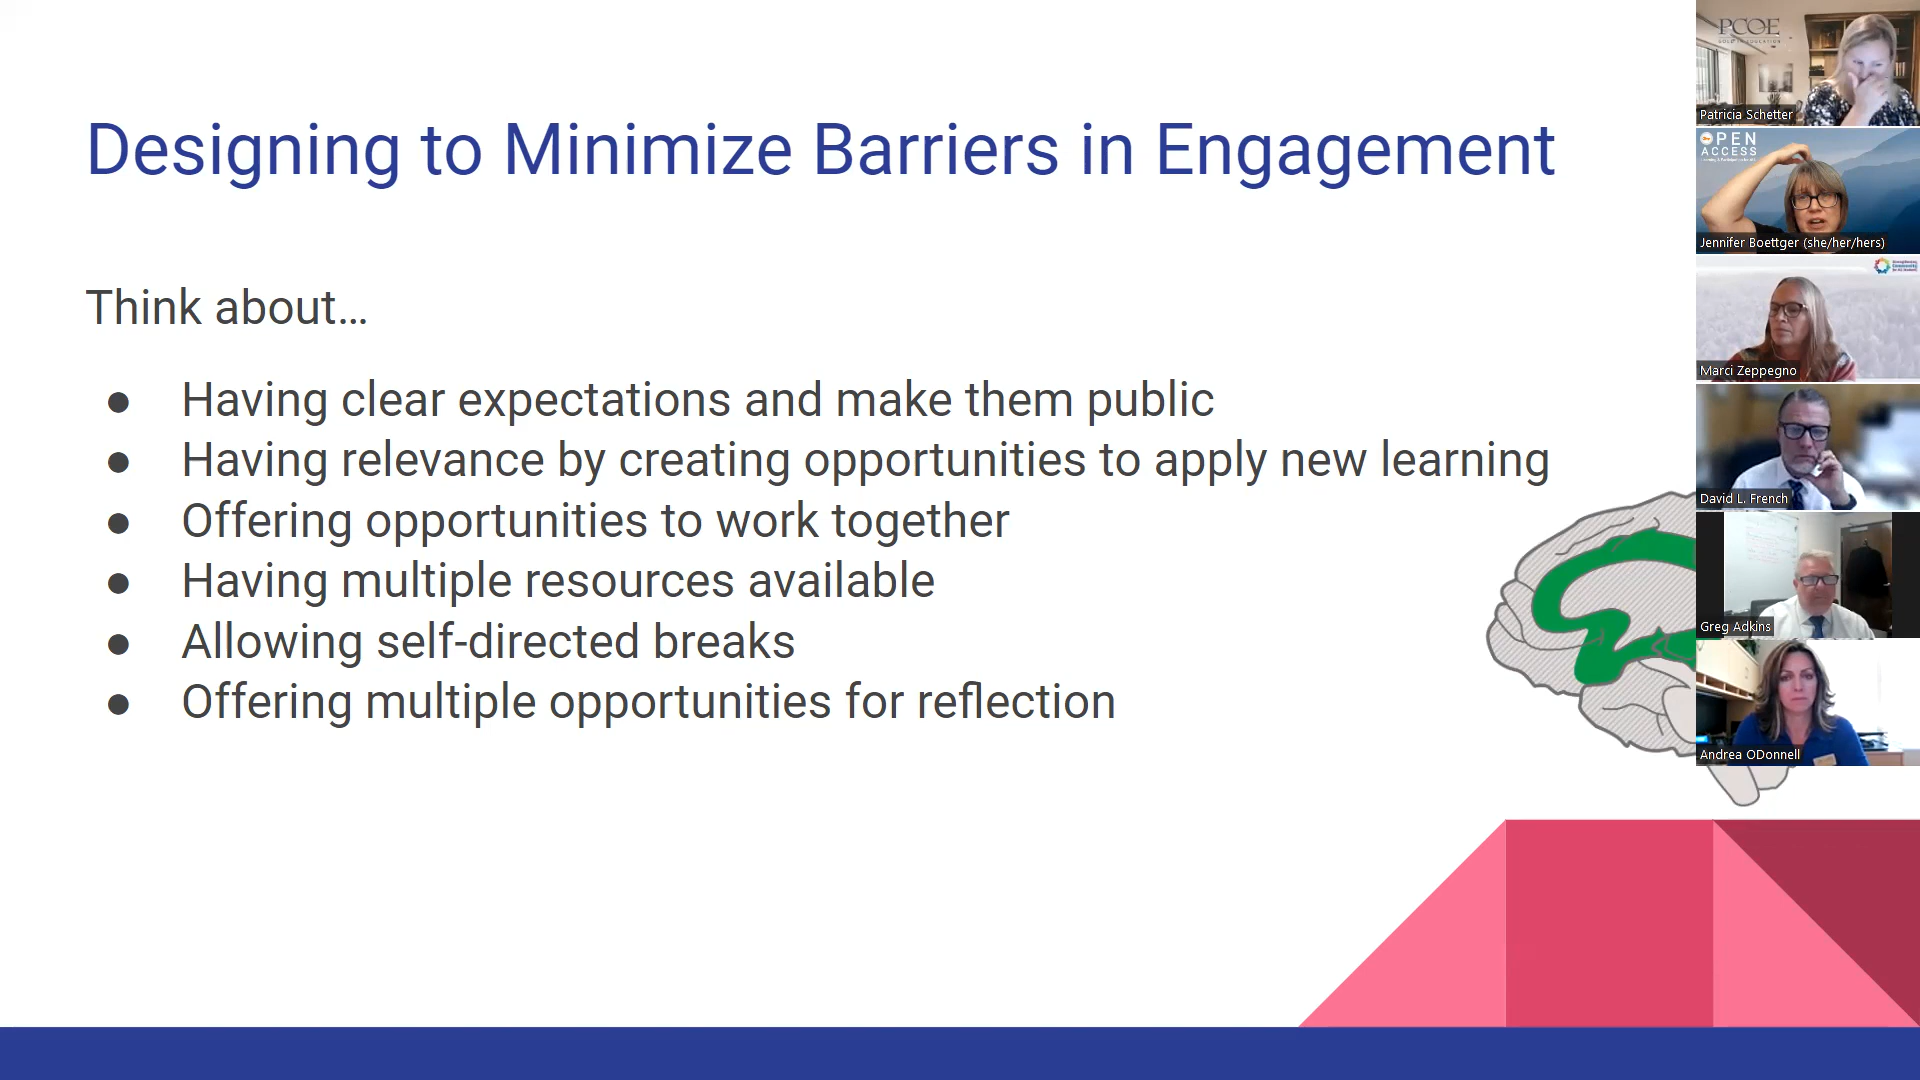 Designing to Minimize Barriers in Engagement
Think about…
● Having clear expectations and make them public
● Having relevance by creating opportunities to apply new learning
● Offering opportunities to work together
● Having multiple resources available
● Allowing self-directed breaks
● Offering multiple opportunities for reflection
PCOE
Patricia Schetter
OPEN
ACCESS
Jennifer Boettger (she/her/hers)
Marci Zeppegno
David L. French
Greg Adkins
Andrea ODonnell